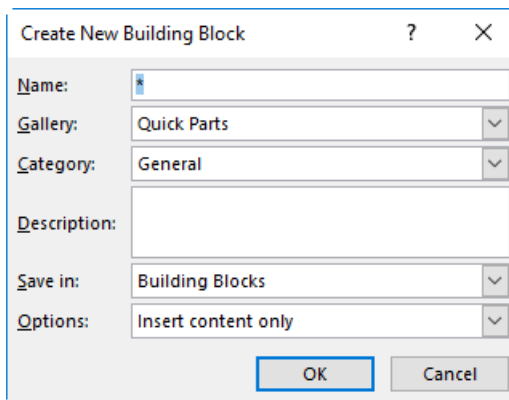 Create New Building Block ?
Name: *
Gallery: Quick Parts
Category: General
Description:
Save in: Building Blocks
Options: Insert content only
OK Cancel